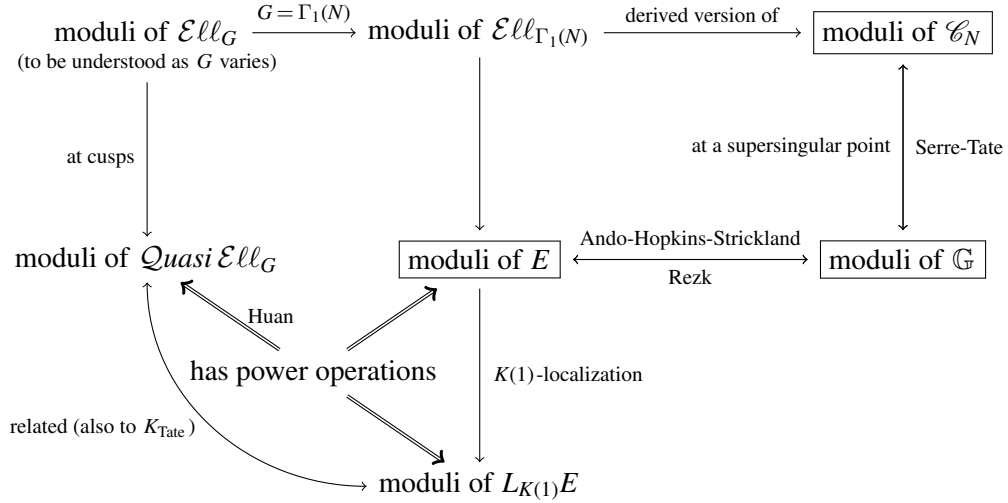 moduli of 𝓔ℓℓ_G
G = Γ₁(N)
moduli of 𝓔ℓℓ_{Γ₁(N)}
derived version of
moduli of 𝒞_N
(to be understood as G varies)
at cusps
at a supersingular point
Serre-Tate
moduli of 𝓠uasi 𝓔ℓℓ_G
moduli of E
Ando-Hopkins-Strickland
Rezk
moduli of 𝔾
Huan
has power operations
K(1)-localization
related (also to K_Tate)
moduli of L_{K(1)}E